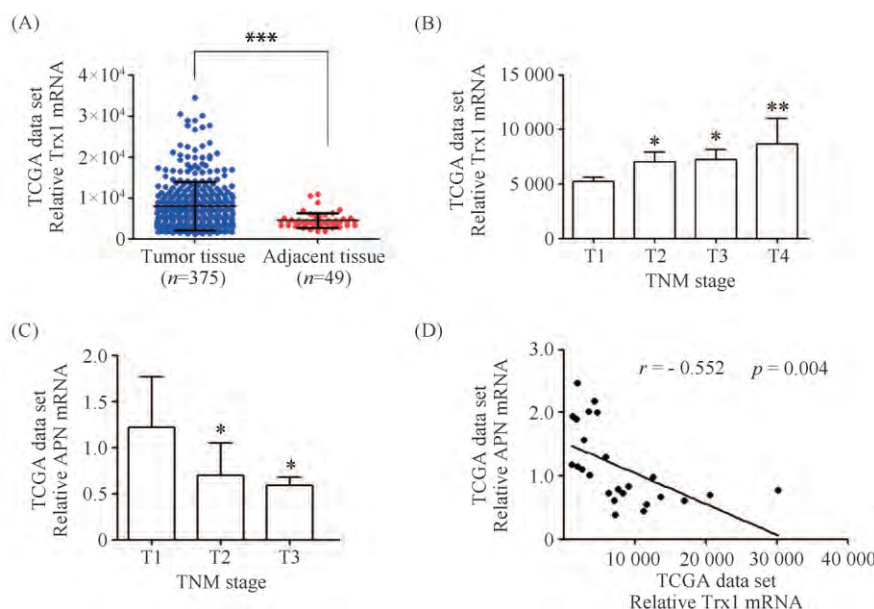 (A)
***
TCGA data set
Relative Trx1 mRNA
4×10⁴
3×10⁴
2×10⁴
1×10⁴
0
Tumor tissue
(n=375)
Adjacent tissue
(n=49)
(B)
TCGA data set
Relative Trx1 mRNA
15 000
10 000
5 000
0
*
*
**
T1 T2 T3 T4
TNM stage
(C)
TCGA data set
Relative APN mRNA
2.0
1.5
1.0
0.5
0
*
*
T1 T2 T3
TNM stage
(D)
TCGA data set
Relative APN mRNA
3.0
2.0
1.0
0
r = - 0.552 p = 0.004
10 000 20 000 30 000 40 000
TCGA data set
Relative Trx1 mRNA